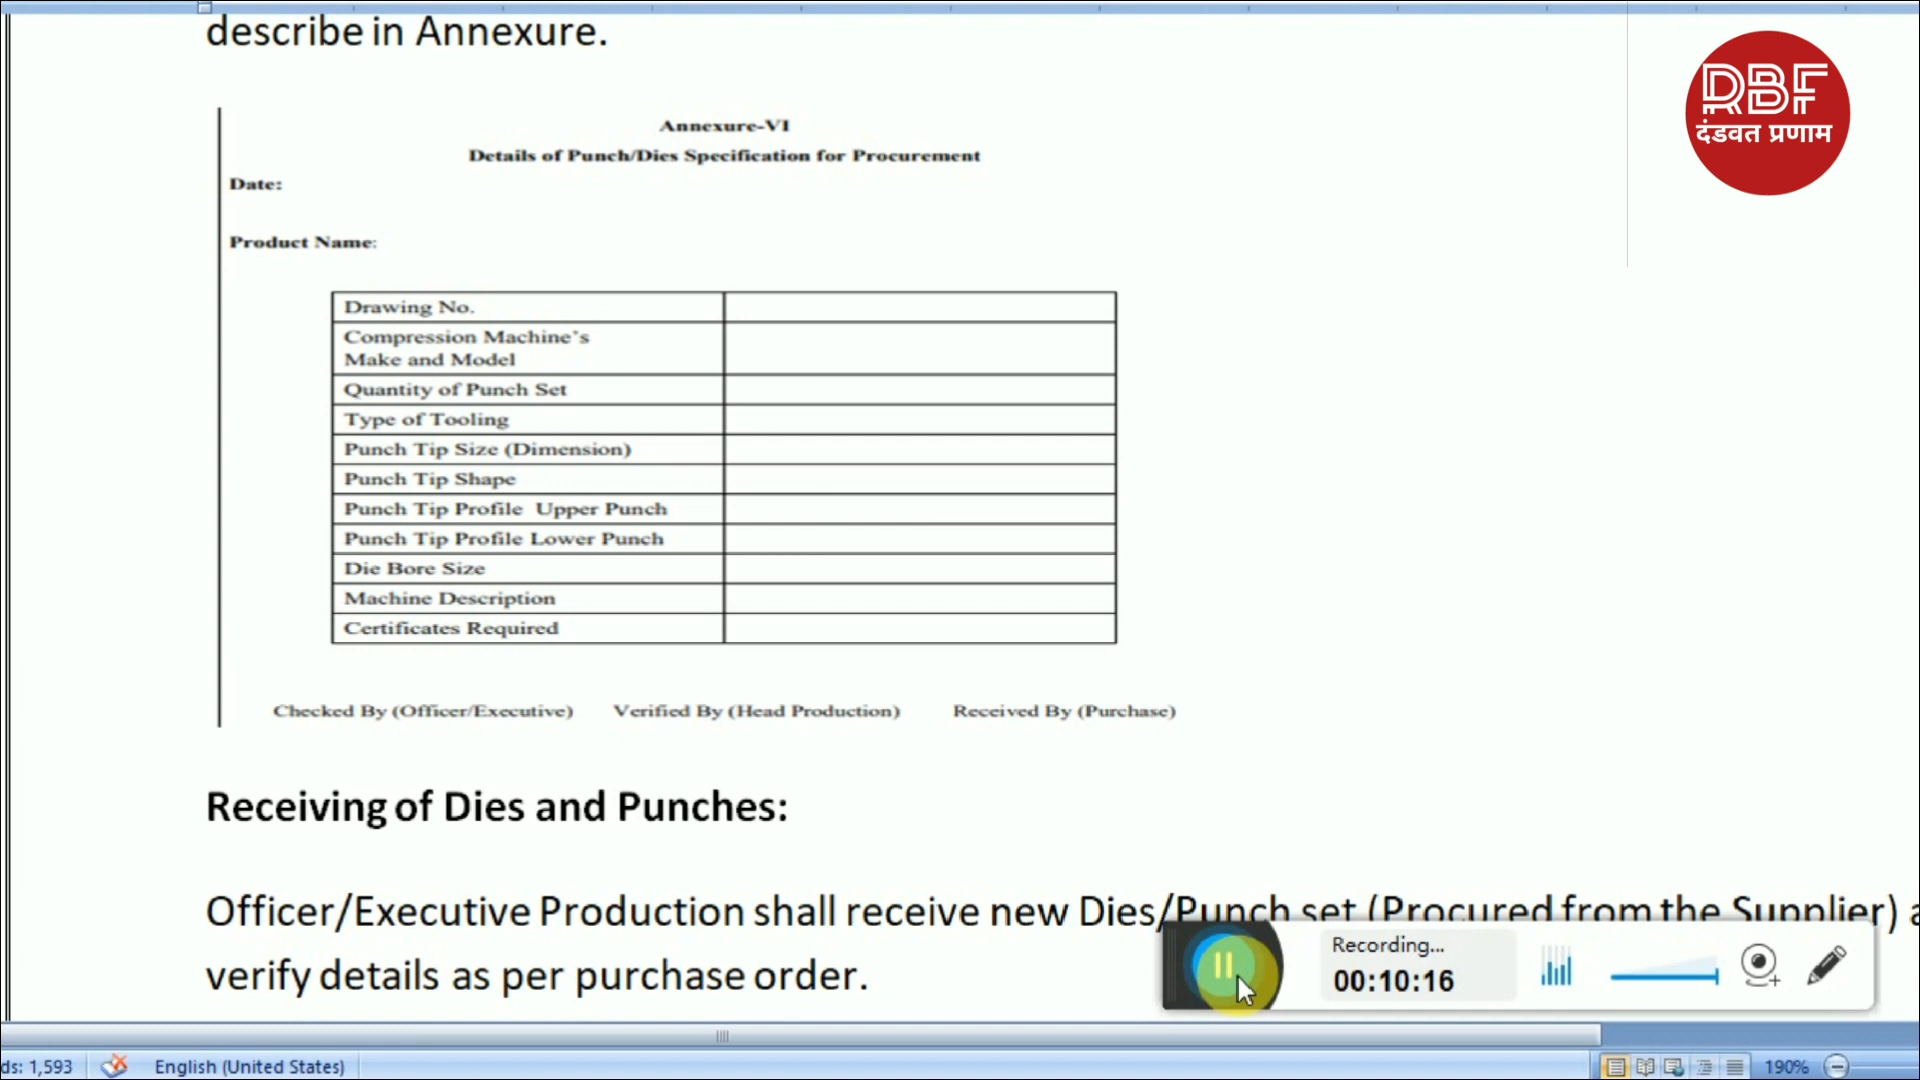 describe in Annexure.
RBF
दंडवत प्रणाम
Annexure-VI
Details of Punch/Dies Specification for Procurement
Date:
Product Name:
Drawing No.
Compression Machine's
Make and Model
Quantity of Punch Set
Type of Tooling
Punch Tip Size (Dimension)
Punch Tip Shape
Punch Tip Profile Upper Punch
Punch Tip Profile Lower Punch
Die Bore Size
Machine Description
Certificates Required
Checked By (Officer/Executive) Verified By (Head Production) Received By (Purchase)
Receiving of Dies and Punches:
Officer/Executive Production shall receive new Dies/Punch set (Procured from the Supplier) a
verify details as per purchase order.
Recording...
00:10:16
ds: 1,593 English (United States) 190%